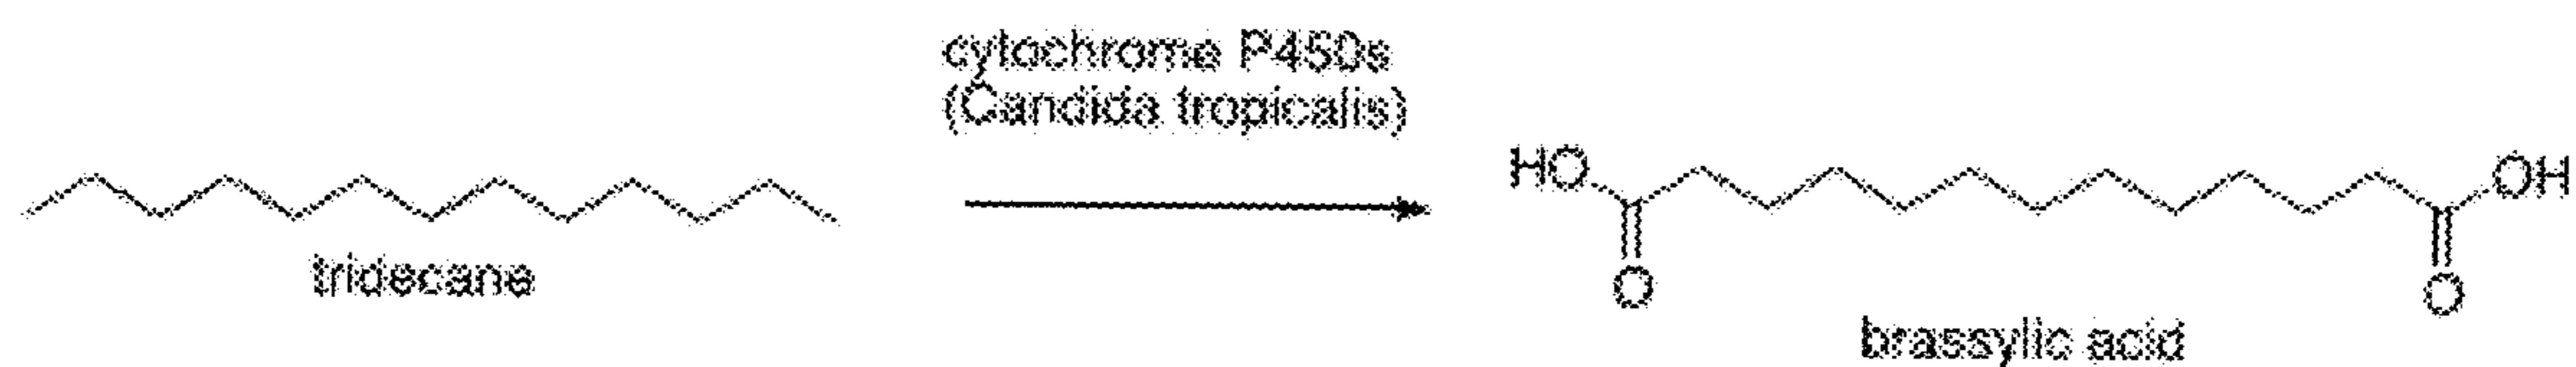 cytochrome P450s
(Candida tropicalis)
HO
OH
O
O
tridecane
brassylic acid